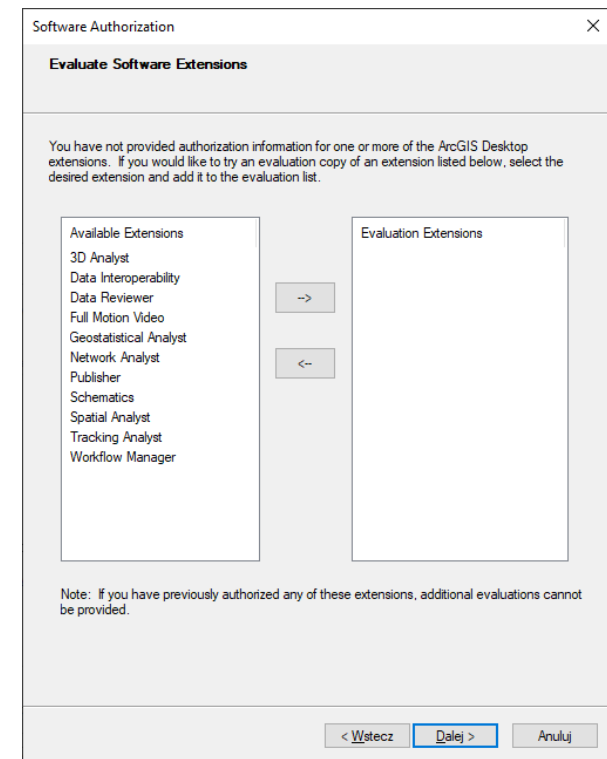 Software Authorization
Evaluate Software Extensions
You have not provided authorization information for one or more of the ArcGIS Desktop
extensions. If you would like to try an evaluation copy of an extension listed below, select the
desired extension and add it to the evaluation list.
Available Extensions
3D Analyst
Data Interoperability
Data Reviewer
Full Motion Video
Geostatistical Analyst
Network Analyst
Publisher
Schematics
Spatial Analyst
Tracking Analyst
Workflow Manager
-->
<--
Evaluation Extensions
Note: If you have previously authorized any of these extensions, additional evaluations cannot
be provided.
< Wstecz
Dalej >
Anuluj